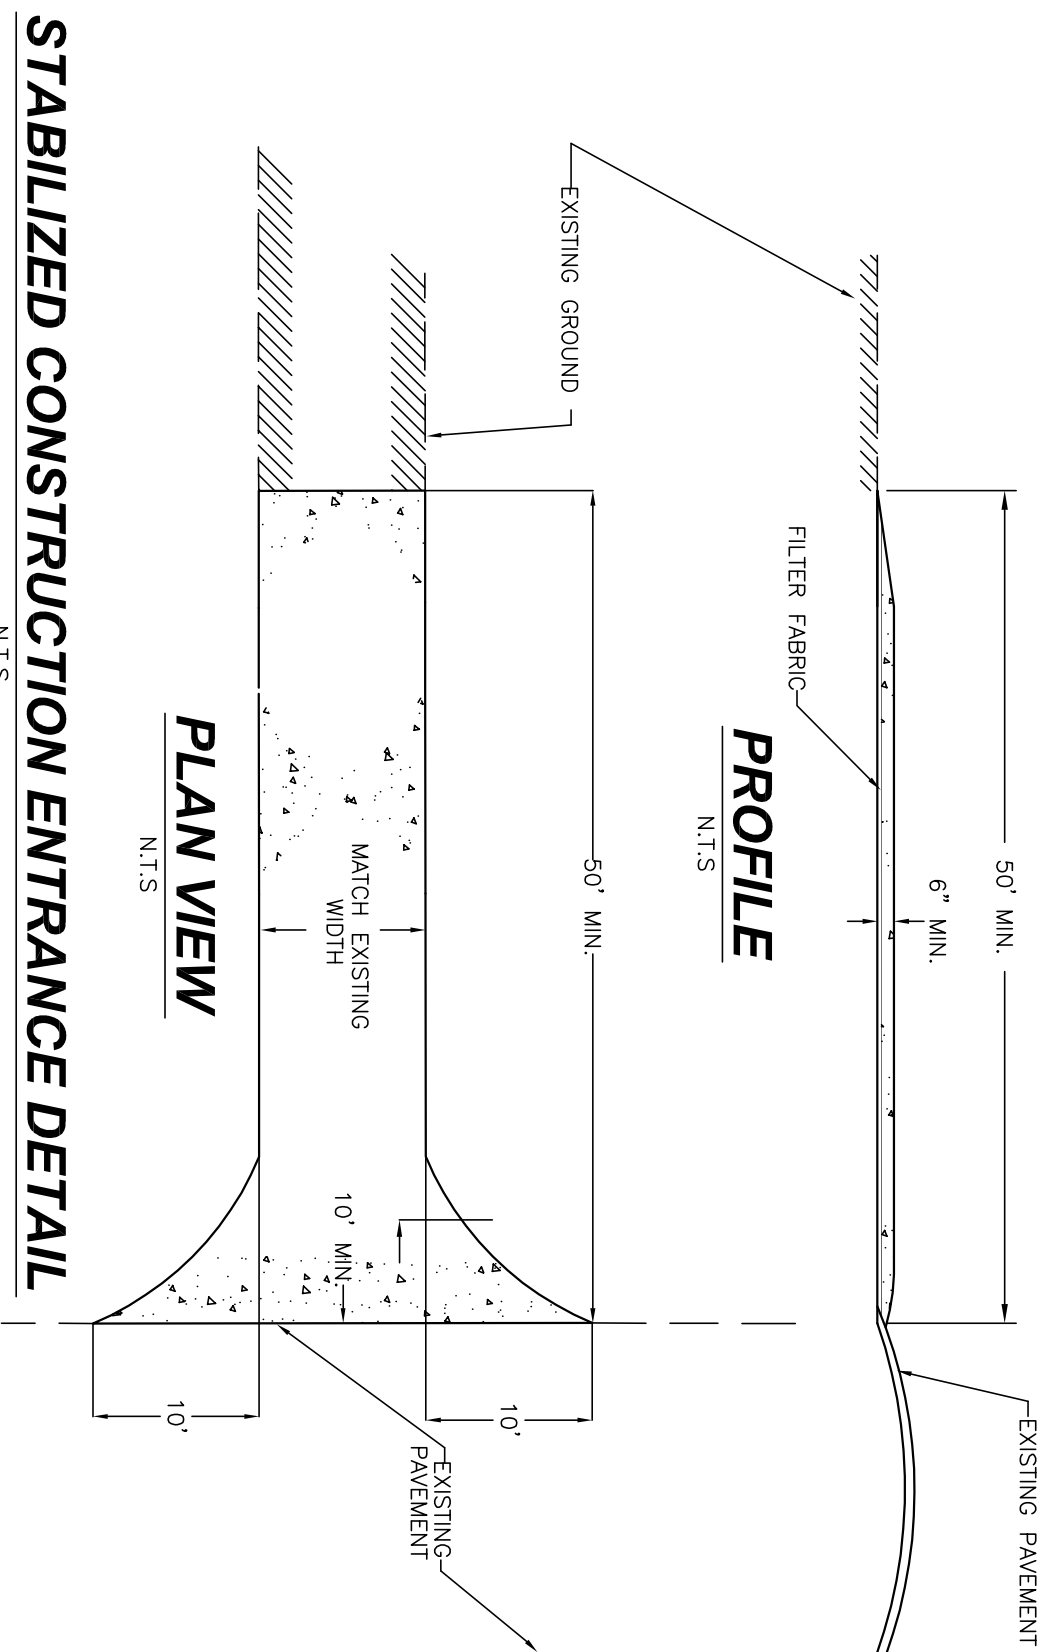 50' MIN.
EXISTING PAVEMENT
6" MIN.
FILTER FABRIC
PROFILE
N.T.S
EXISTING GROUND
50' MIN.
10'
EXISTING
PAVEMENT
MATCH EXISTING
WIDTH
10' MIN.
10'
PLAN VIEW
N.T.S
STABILIZED CONSTRUCTION ENTRANCE DETAIL
N.T.S